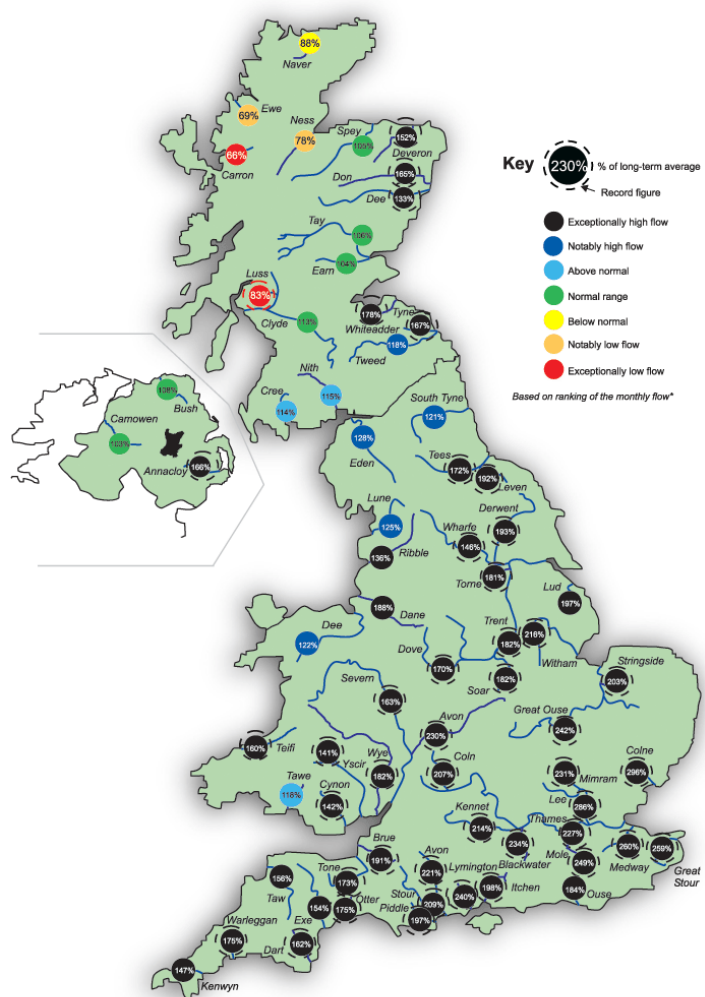 88%
Naver
Ewe
69%
Ness
78%
Spey
105%
152%
Deveron
66%
Carron
Don
165%
Dee
133%
Tay
106%
Earn
104%
Luss
83%
Clyde
113%
178%
Tyne
Whiteadder
167%
Tweed
118%
Nith
115%
Cree
114%
Key
230%
% of long-term average
Record figure
Exceptionally high flow
Notably high flow
Above normal
Normal range
Below normal
Notably low flow
Exceptionally low flow
Based on ranking of the monthly flow*
108%
Bush
Camowen
103%
Annacloy
166%
South Tyne
121%
128%
Eden
Tees
172%
192%
Leven
Lune
125%
Derwent
193%
Wharfe
146%
136%
Ribble
181%
Torne
Lud
197%
188%
Dane
Dee
122%
Trent
182%
216%
Witham
Dove
170%
Soar
182%
Stringside
203%
Severn
163%
Avon
230%
Great Ouse
242%
160%
Teifi
141%
Yscir
Wye
182%
Coln
207%
231%
Mimram
Colne
296%
Tawe
118%
Cynon
142%
Lee
286%
Kennet
214%
Thames
227%
234%
Blackwater
Mole
249%
260%
Medway
259%
Great
Stour
Brue
191%
Avon
221%
Lymington
240%
198%
Itchen
184%
Ouse
156%
Taw
Tone
173%
Otter
175%
Stour
209%
Piddle
197%
154%
Exe
Warleggan
175%
Dart
162%
147%
Kenwyn